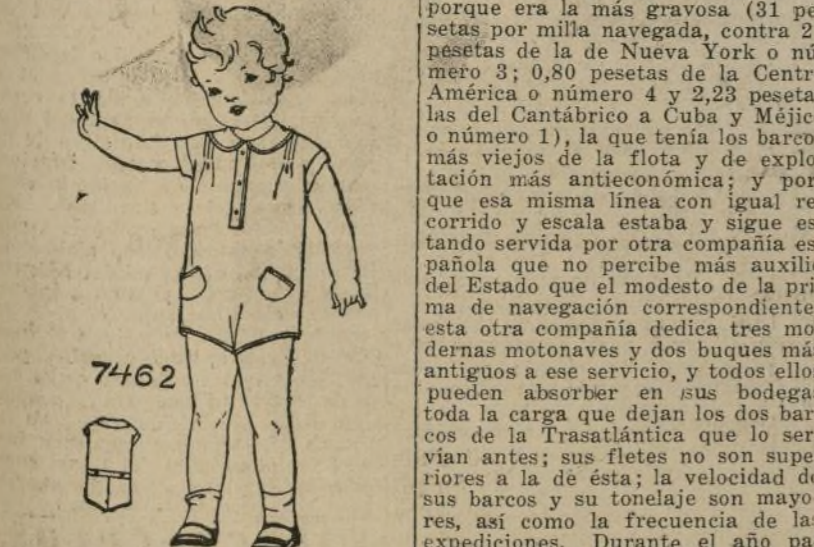 7462
porque era la más gravosa (31 pe
setas por milla navegada, contra 2
pesetas de la de Nueva York o nú
mero 3; 0,80 pesetas de la Centr
América o número 4 y 2,23 peseta
las del Cantábrico a Cuba y Méjic
o número 1), la que tenía los barco
más viejos de la flota y de explo
tación más antieconómica; y por
que esa misma línea con igual re
corrido y escala estaba y sigue es
tando servida por otra compañía es
pañola que no percibe más auxili
del Estado que el modesto de la pri
ma de navegación correspondiente
esta otra compañía dedica tres mo
dernas motonaves y dos buques má
antiguos a ese servicio, y todos ello
pueden absorber en sus bodega
toda la carga que dejan los dos bar
cos de la Trasatlántica que lo ser
vían antes; sus fletes no son supe
riores a la de ésta; la velocidad de
sus barcos y su tonelaje son mayo
res, así como la frecuencia de las
expediciones. Durante el año pa